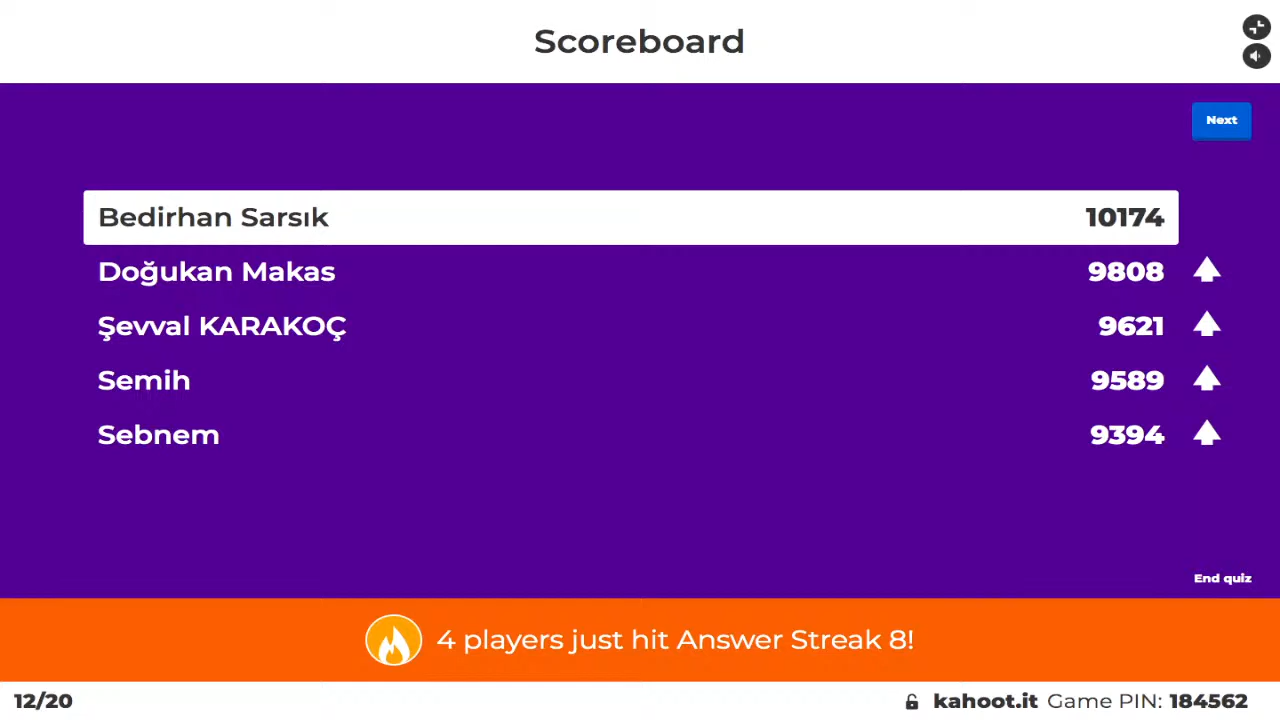 Scoreboard
Next
Bedirhan Sarsık 10174
Doğukan Makas 9808
Şevval KARAKOÇ 9621
Semih 9589
Sebnem 9394
End quiz
4 players just hit Answer Streak 8!
12/20 kahoot.it Game PIN: 184562